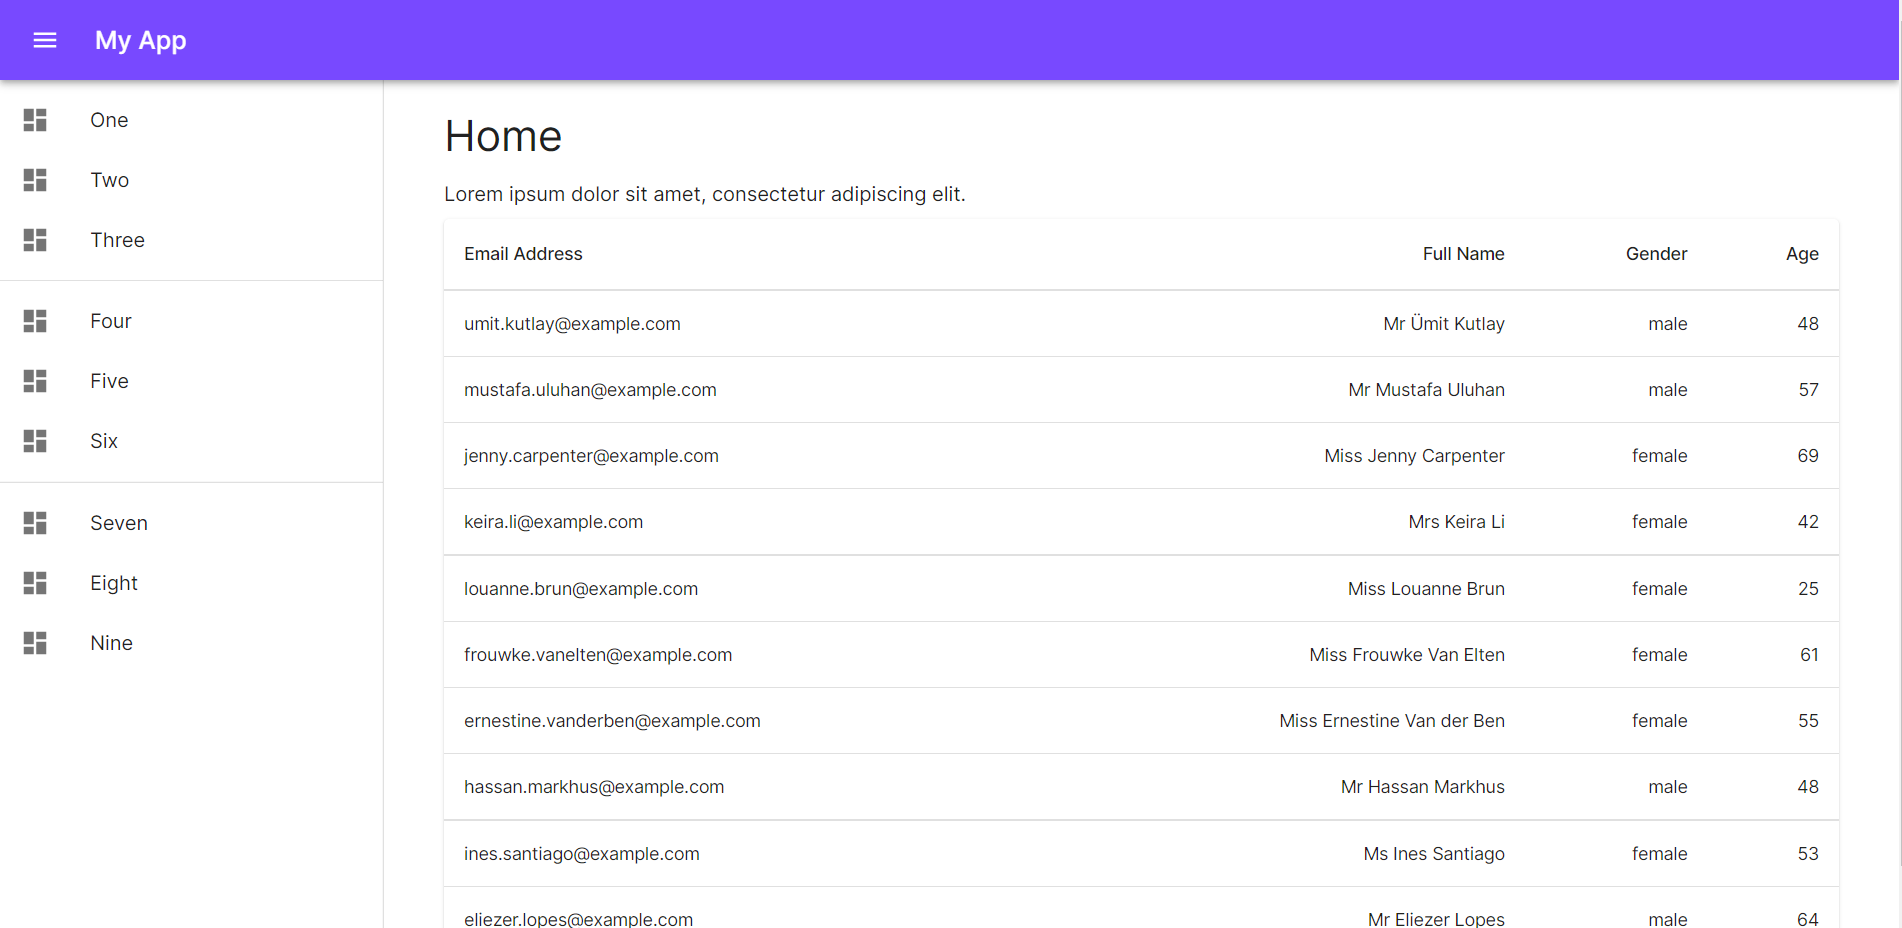 My App
One
Two
Three
Four
Five
Six
Seven
Eight
Nine
Home
Lorem ipsum dolor sit amet, consectetur adipiscing elit.
Email Address Full Name Gender Age
umit.kutlay@example.com Mr Ümit Kutlay male 48
mustafa.uluhan@example.com Mr Mustafa Uluhan male 57
jenny.carpenter@example.com Miss Jenny Carpenter female 69
keira.li@example.com Mrs Keira Li female 42
louanne.brun@example.com Miss Louanne Brun female 25
frouwke.vanelten@example.com Miss Frouwke Van Elten female 61
ernestine.vanderben@example.com Miss Ernestine Van der Ben female 55
hassan.markhus@example.com Mr Hassan Markhus male 48
ines.santiago@example.com Ms Ines Santiago female 53
eliezer.lopes@example.com Mr Eliezer Lopes male 64